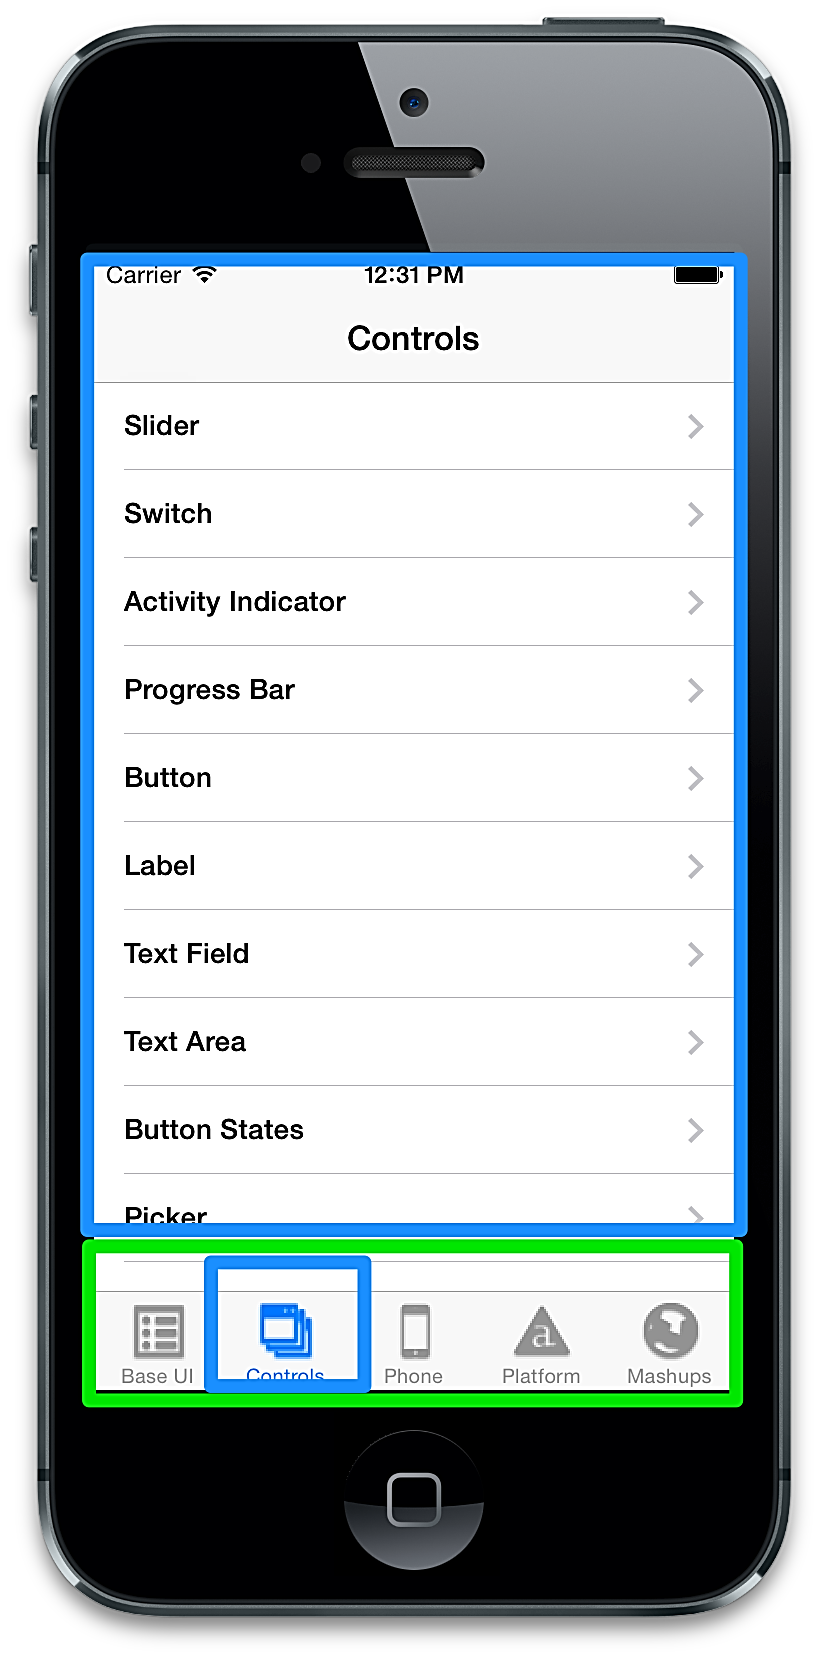 Carrier 12:31 PM
Controls
Slider
Switch
Activity Indicator
Progress Bar
Button
Label
Text Field
Text Area
Button States
Picker
a
Base UI Controls Phone Platform Mashups